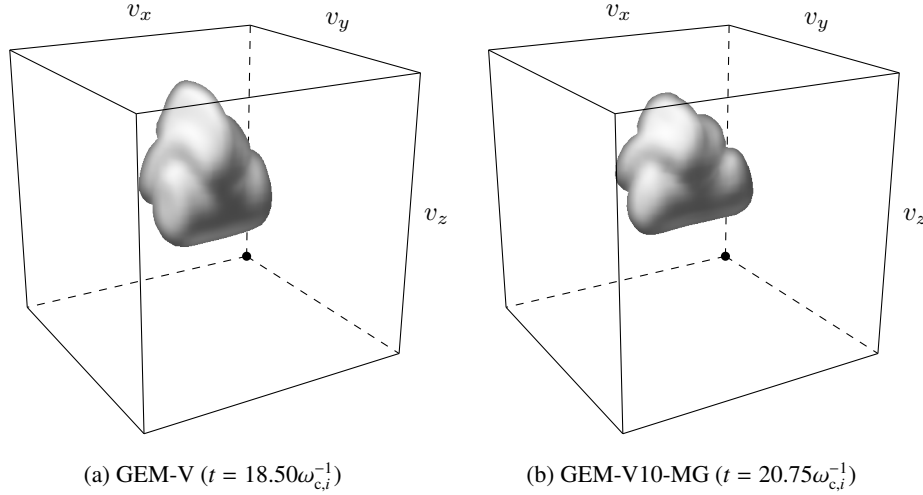 v_x v_y v_x v_y
v_z v_z
(a) GEM-V (t = 18.50ω_{c,i}^{-1}) (b) GEM-V10-MG (t = 20.75ω_{c,i}^{-1})